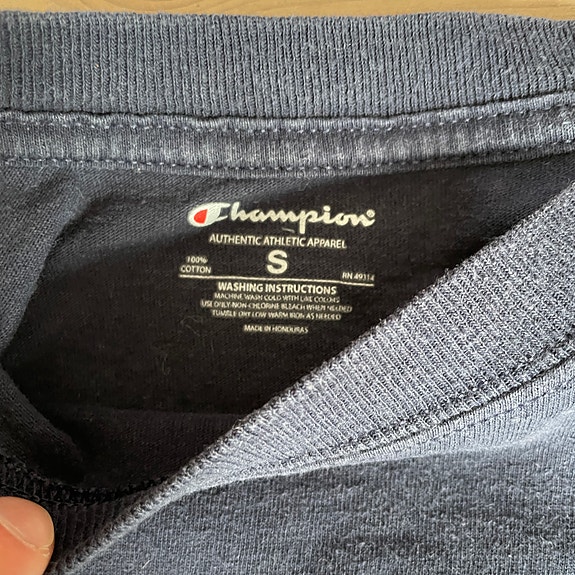 Champion
AUTHENTIC ATHLETIC APPAREL
100%
COTTON
S
RN 49314
WASHING INSTRUCTIONS
MACHINE WASH COLD WITH LIKE COLORS
USE ONLY-NON-CHLORINE BLEACH WHEN NEEDED
TUMBLE DRY LOW WARM IRON AS NEEDED
MADE IN HONDURAS